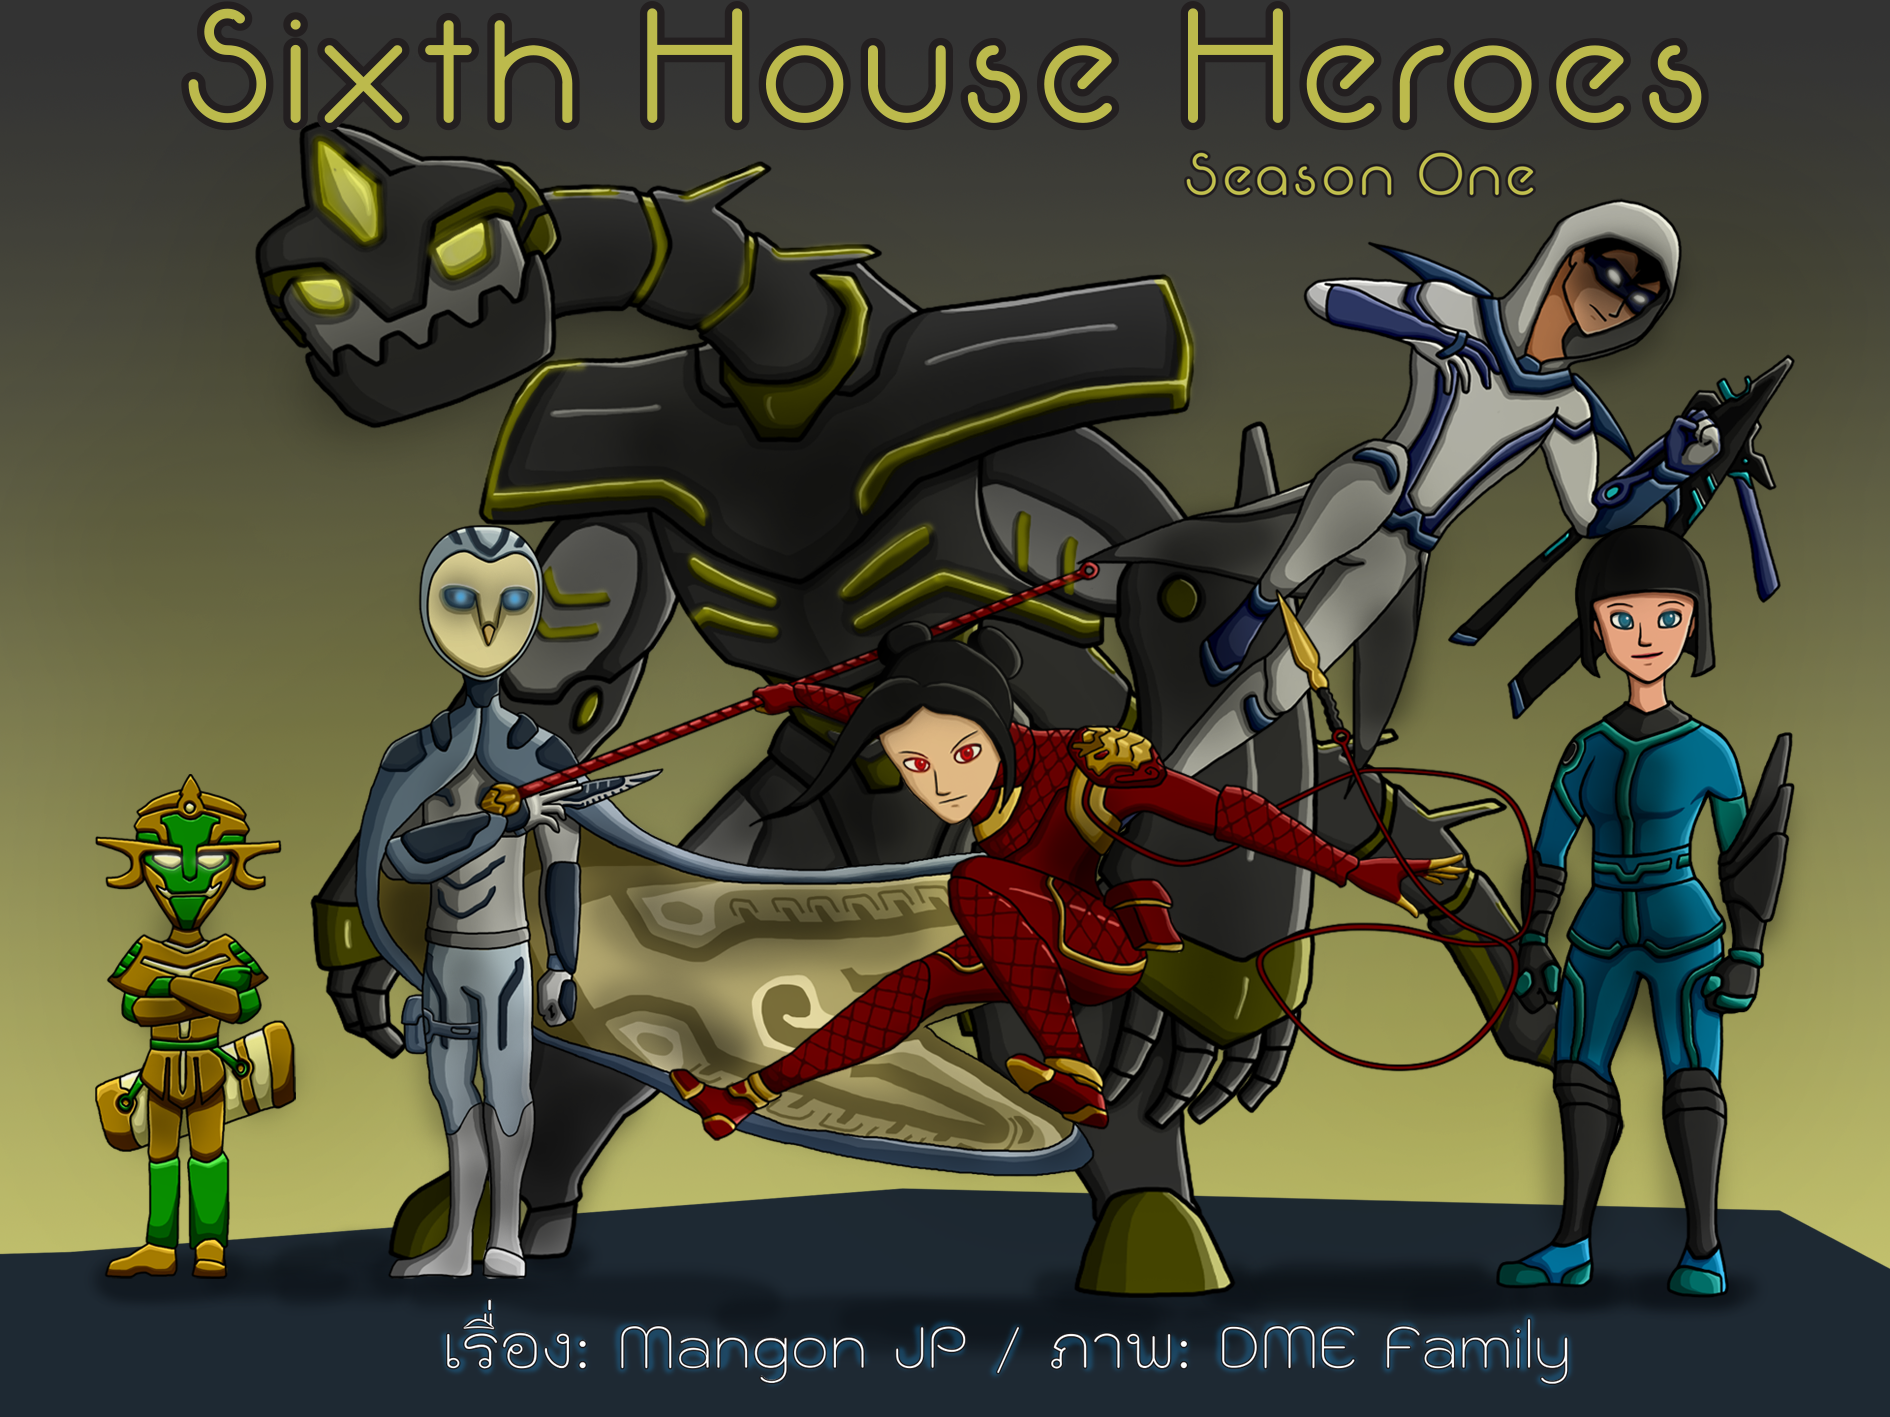 Sixth House Heroes
Season One
เรื่อง: Mangon JP / ภาพ: DME Family